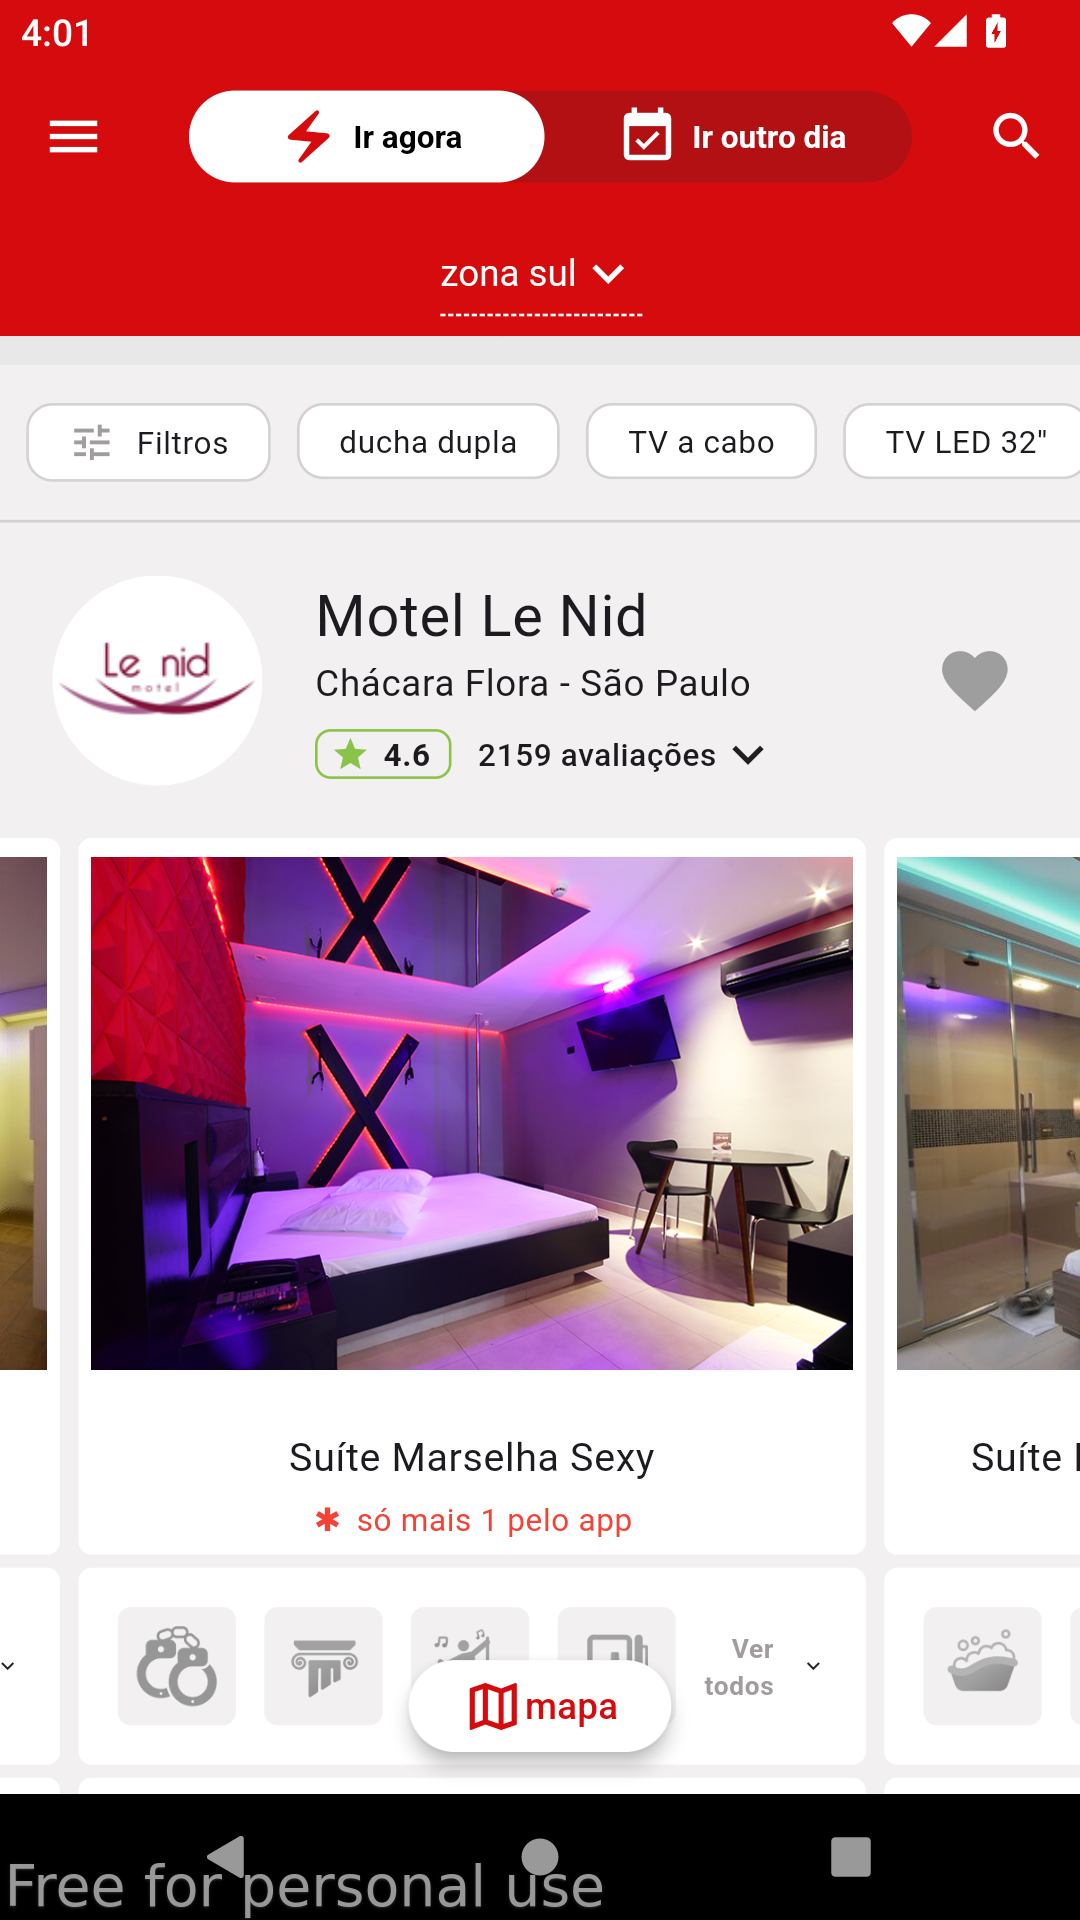 4:01
Ir agora
Ir outro dia
zona sul
Filtros
ducha dupla
TV a cabo
TV LED 32"
Le nid
motel
Motel Le Nid
Chácara Flora - São Paulo
4.6
2159 avaliações
Suíte Marselha Sexy
Suíte
só mais 1 pelo app
Ver
todos
mapa
Free for personal use